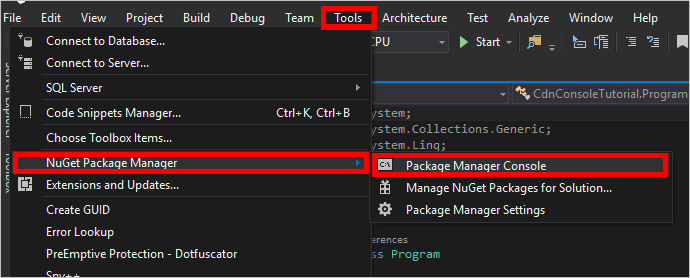 View Project Build Debug Team Tools Architecture Test Analyze Window
Connect to Database...
CPU Start
Connect to Server...
SQL Server
CdnConsoleTutorial.Program
Code Snippets Manager... Ctrl+K, Ctrl+B
ystem;
ystem.Collections.Generic;
Choose Toolbox Items...
ystem.Linq;
NuGet Package Manager
Package Manager Console
Extensions and Updates...
Manage NuGet Packages for Solution...
Create GUID
Package Manager Settings
Error Lookup
erences
PreEmptive Protection - Dotfuscator
ss Program
Spy++
Server Explorer
Toolbox